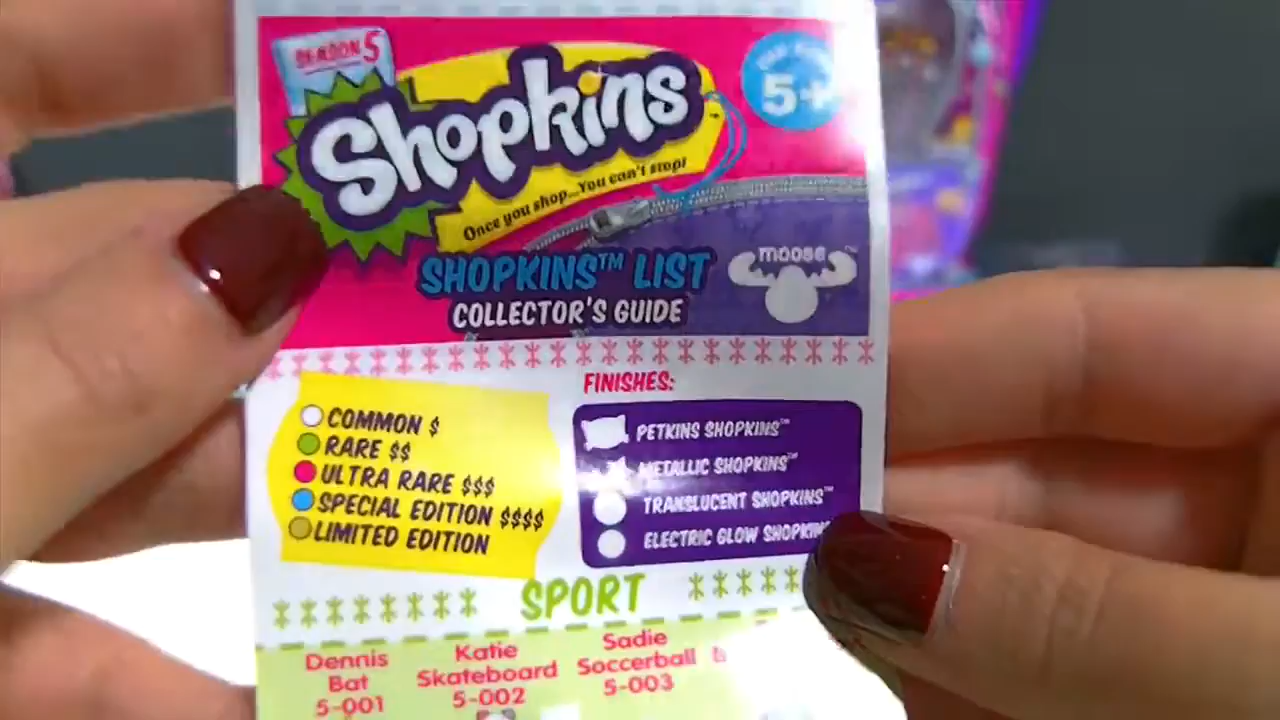 SEASON 5
Shopkins
Once you shop...You can't stop!
5+
SHOPKINS™ LIST
COLLECTOR'S GUIDE
moose™
FINISHES:
COMMON $
RARE $$
ULTRA RARE $$$
SPECIAL EDITION $$$$
LIMITED EDITION
PETKINS SHOPKINS™
METALLIC SHOPKINS™
TRANSLUCENT SHOPKINS™
ELECTRIC GLOW SHOPKIN
SPORT
Dennis
Bat
5-001
Katie
Skateboard
5-002
Sadie
Soccerball
5-003